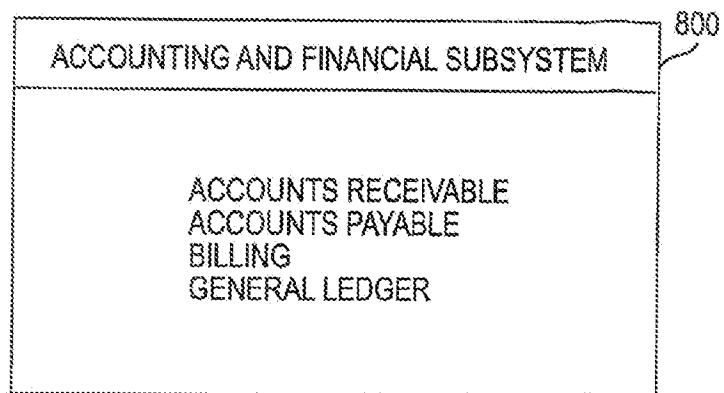 800
ACCOUNTING AND FINANCIAL SUBSYSTEM
ACCOUNTS RECEIVABLE
ACCOUNTS PAYABLE
BILLING
GENERAL LEDGER